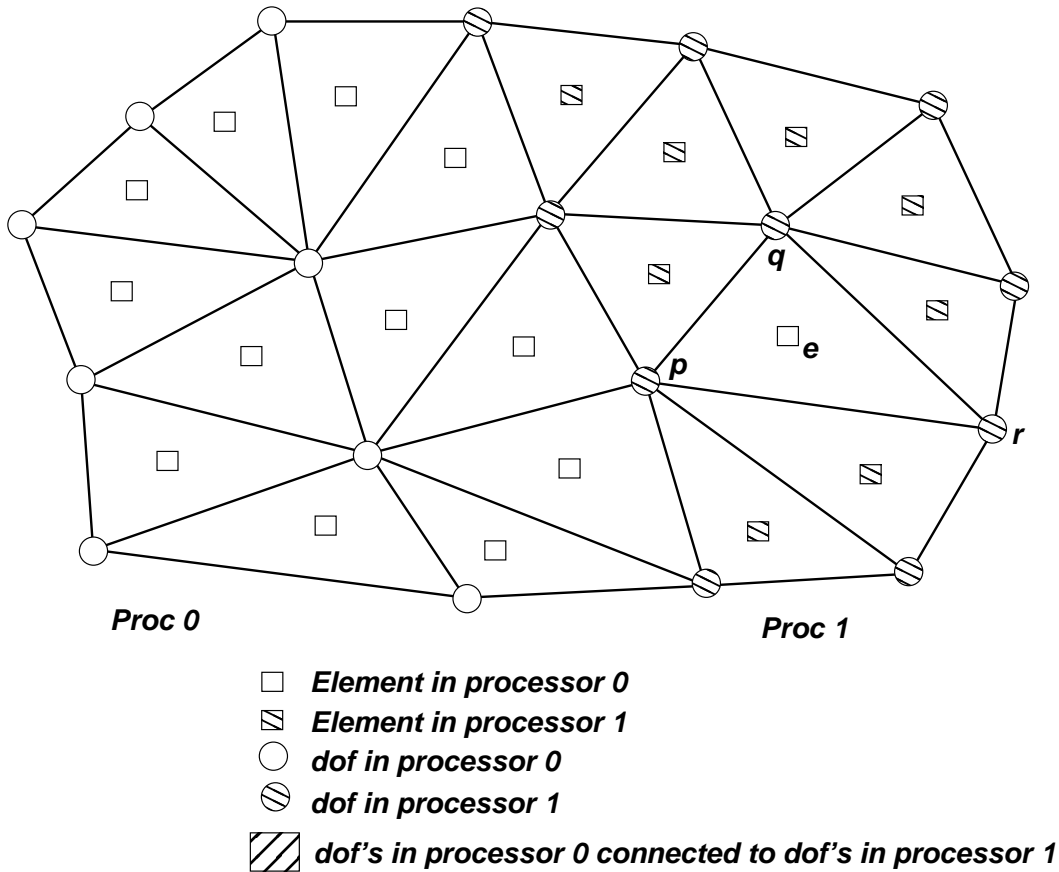 q
e
p
r
Proc 0
Proc 1
Element in processor 0
Element in processor 1
dof in processor 0
dof in processor 1
dof's in processor 0 connected to dof's in processor 1